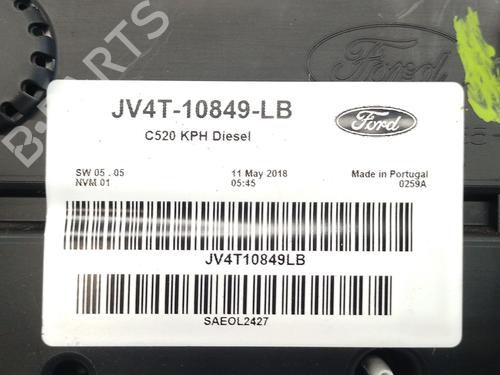 B-PARTS
Ford
JV4T-10849-LB
C520 KPH Diesel
Ford
SW 05 . 05
NVM 01
11 May 2018
05:45
Made in Portugal
0259A
JV4T10849LB
SAEOL2427